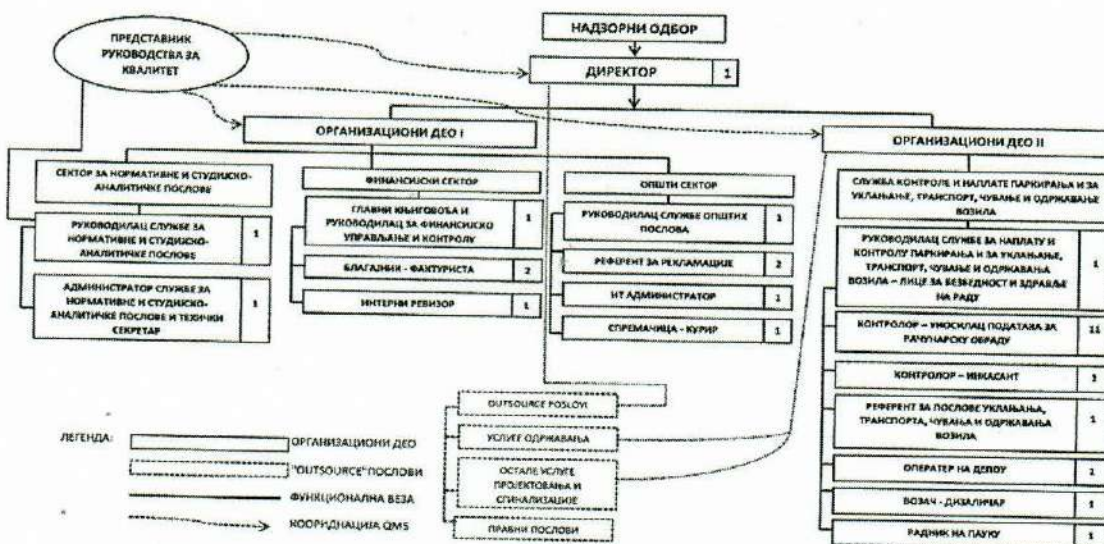 ПРЕДСТАВНИК
РУКОВОДСТВА ЗА
КВАЛИТЕТ
НАДЗОРНИ ОДБОР
ДИРЕКТОР 1
ОРГАНИЗАЦИОНИ ДЕО I
СЕКТОР ЗА НОРМАТИВНЕ И СТУДИЈСКО-
АНАЛИТИЧКЕ ПОСЛОВЕ
РУКОВОДИЛАЦ СЛУЖБЕ ЗА
НОРМАТИВНЕ И СТУДИЈСКО-
АНАЛИТИЧКЕ ПОСЛОВЕ
1
АДМИНИСТРАТОР СЛУЖБЕ ЗА
НОРМАТИВНЕ И СТУДИЈСКО-
АНАЛИТИЧКЕ ПОСЛОВЕ И ТЕХИЧКИ
СЕКРЕТАР
1
ФИНАНСИЈСКИ СЕКТОР
ГЛАВНИ КЊИГОВОЂА И
РУКОВОДИЛАЦ ЗА ФИНАНСИЈСКО
УПРАВЉАЊЕ И КОНТРОЛУ
1
БЛАГАЈНИК - ФАКТУРИСТА 2
ИНТЕРНИ РЕВИЗОР 1
ОПШТИ СЕКТОР
РУКОВОДИЛАЦ СЛУЖБЕ ОПШТИХ
ПОСЛОВА
1
РЕФЕРЕНТ ЗА РЕКЛАМАЦИЈЕ 2
АДМИНИСТРАТОР 1
СПРЕМАЧИЦА - КУРИР 1
ОРГАНИЗАЦИОНИ ДЕО II
СЛУЖБА КОНТРОЛЕ И НАПЛАТЕ ПАРКИРАЊА И ЗА
УКЛАЊАЊЕ, ТРАНСПОРТ, ЧУВАЊЕ И ОДРЖАВАЊЕ
ВОЗИЛА
РУКОВОДИЛАЦ СЛУЖБЕ ЗА НАПЛАТУ И
КОНТРОЛУ ПАРКИРАЊА И ЗА УКЛАЊАЊЕ,
ТРАНСПОРТ, ЧУВАЊЕ И ОДРЖАВАЊА
ВОЗИЛА – ЛИЦЕ ЗА БЕЗБЕДНОСТ И ЗДРАВЉЕ
НА РАДУ
1
КОНТРОЛОР – УНОСИЛАЦ ПОДАТАКА ЗА
РАЧУНАРСКУ ОБРАДУ
11
КОНТРОЛОР – ИНКАСАНТ
РЕФЕРЕНТ ЗА ПОСЛОВЕ УКЛАЊАЊА,
ТРАНСПОРТА, ЧУВАЊА И ОДРЖАВАЊА
ВОЗИЛА
1
ОПЕРАТЕР НА ДЕПОУ
ВОЗАЧ - ДИЗАЛИЧАР 1
РАДНИК НА ПАУКУ 1
OUTSOURCE POSLOVI
УСЛУГЕ ОДРЖАВАЊА
ОСТАЛЕ УСЛУГЕ
ПРОЈЕКТОВАЊА И
СИГНАЛИЗАЦИЈЕ
ПРАВНИ ПОСЛОВИ
ЛЕГЕНДА:
ОРГАНИЗАЦИОНИ ДЕО
"OUTSOURCE" ПОСЛОВИ
ФУНКЦИОНАЛНА ВЕЗА
КООРИДНАЦИЈА QMS